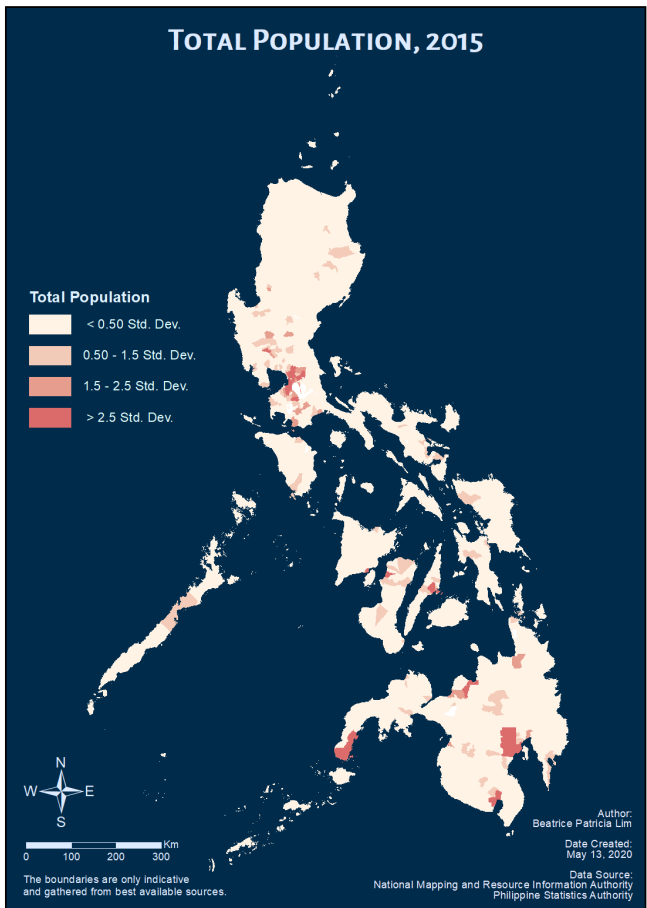 TOTAL POPULATION, 2015
Total Population
< 0.50 Std. Dev.
0.50 - 1.5 Std. Dev.
1.5 - 2.5 Std. Dev.
> 2.5 Std. Dev.
N
W E
S
Km
0 100 200 300
The boundaries are only indicative
and gathered from best available sources.
Author:
Beatrice Patricia Lim
Date Created:
May 13, 2020
Data Source:
National Mapping and Resource Information Authority
Philippine Statistics Authority